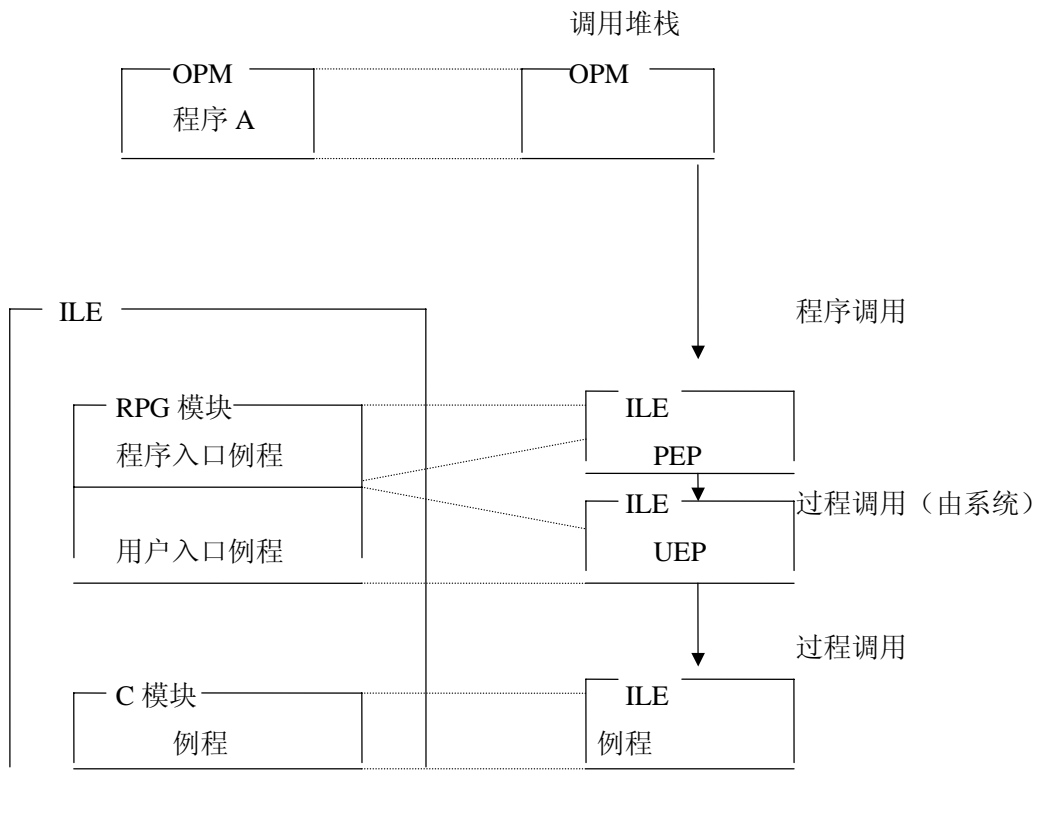 调用堆栈
OPM
程序 A
OPM
程序调用
ILE
RPG 模块
程序入口例程
用户入口例程
ILE
PEP
过程调用（由系统）
ILE
UEP
过程调用
C 模块
例程
ILE
例程